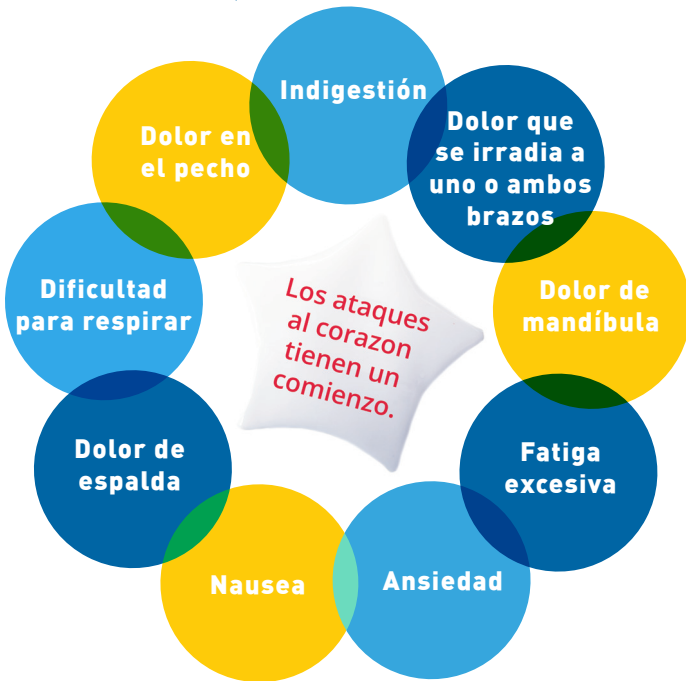 Indigestión
Dolor que
se irradia a
uno o ambos
brazos
Dolor de
mandíbula
Fatiga
excesiva
Ansiedad
Nausea
Dolor de
espalda
Dificultad
para respirar
Dolor en
el pecho
Los ataques
al corazon
tienen un
comienzo.